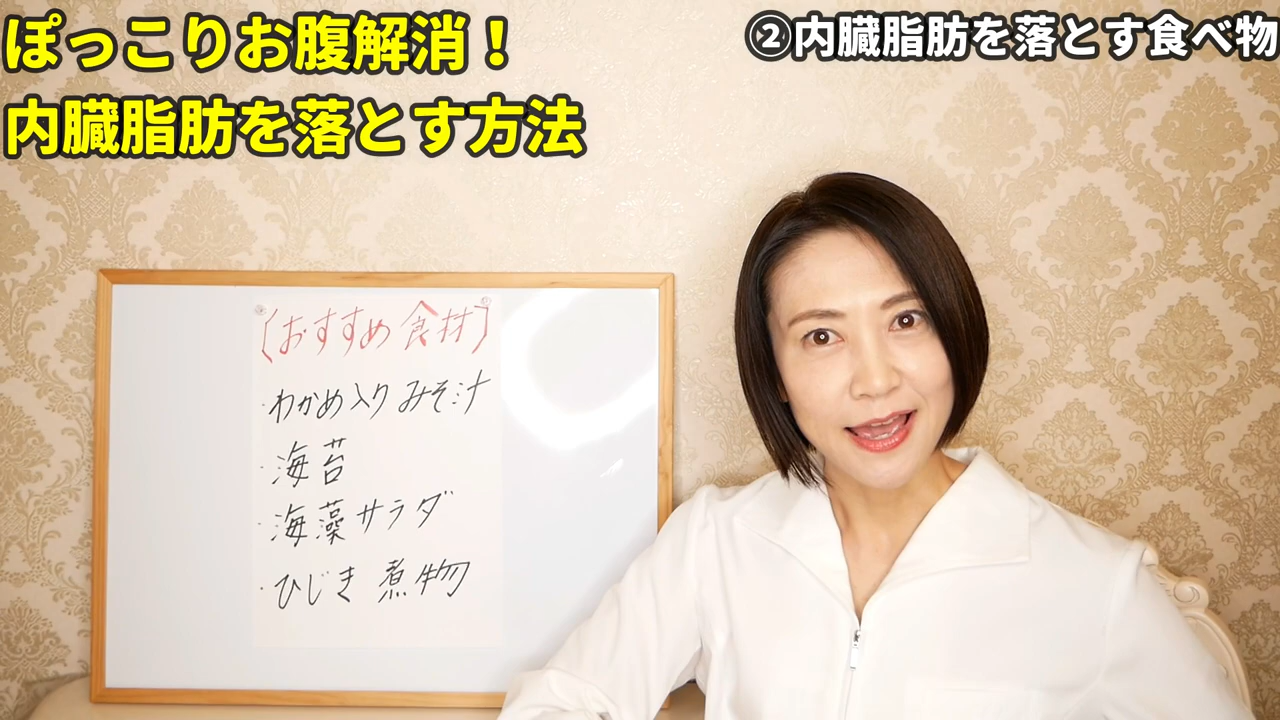 ぽっこりお腹解消！
内臓脂肪を落とす方法
②内臓脂肪を落とす食べ物
[おすすめ食材]
・わかめ入りみそ汁
・海苔
・海藻サラダ
・ひじき煮物